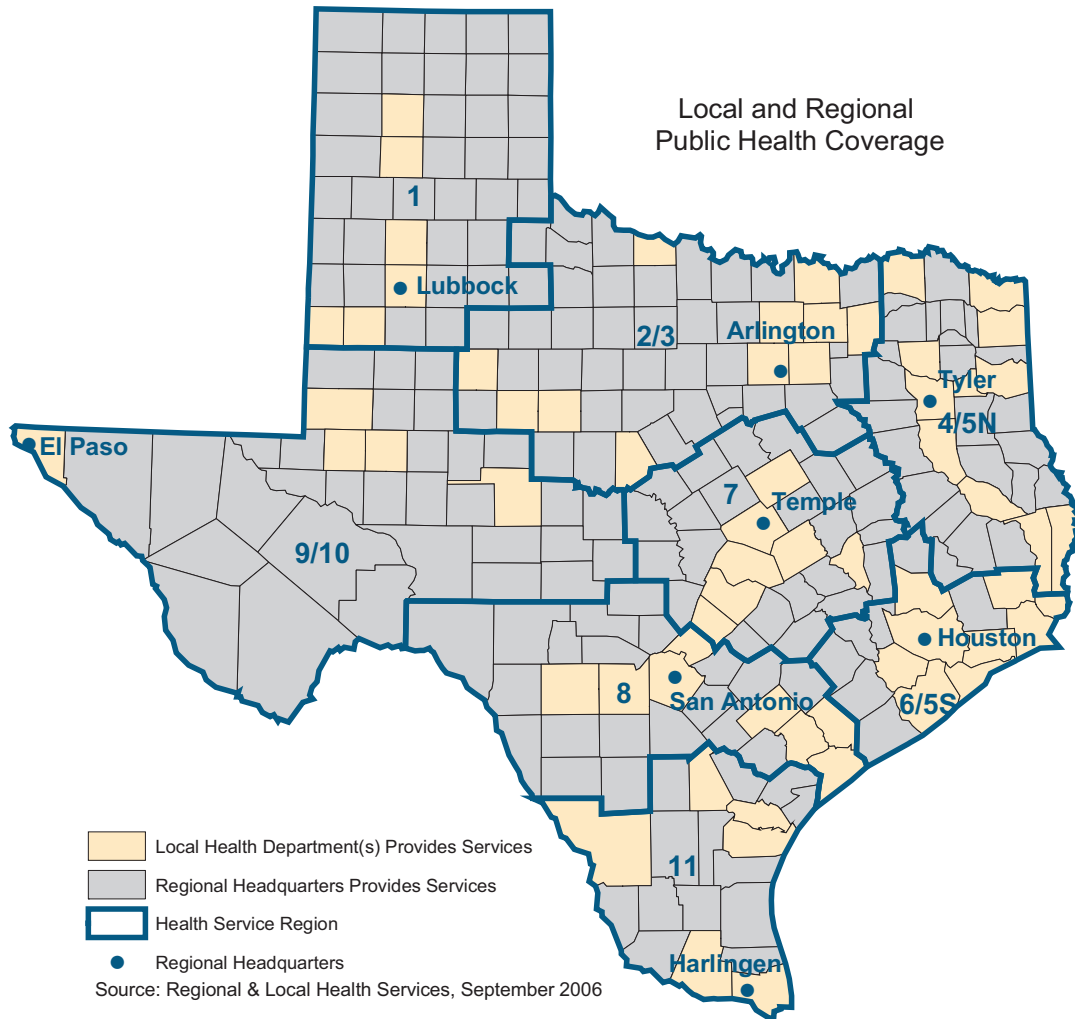 Local and Regional
Public Health Coverage
1
Lubbock
2/3
Arlington
Tyler
4/5N
El Paso
7
Temple
9/10
Houston
8
San Antonio
6/5S
11
Harlingen
Local Health Department(s) Provides Services
Regional Headquarters Provides Services
Health Service Region
Regional Headquarters
Source: Regional & Local Health Services, September 2006